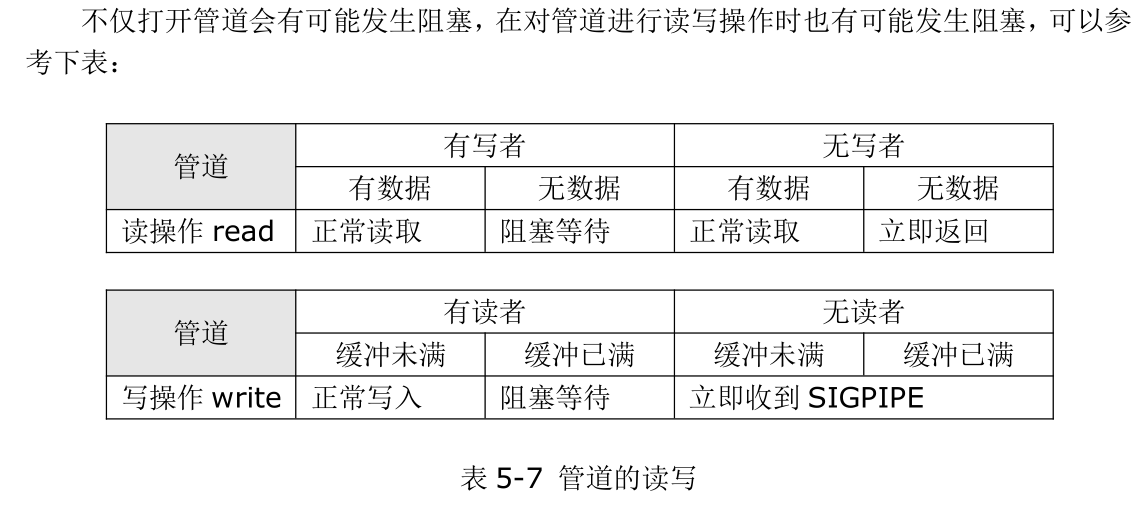 不仅打开管道会有可能发生阻塞，在对管道进行读写操作时也有可能发生阻塞，可以参
考下表：
管道 有写者 无写者
有数据 无数据 有数据 无数据
读操作 read 正常读取 阻塞等待 正常读取 立即返回
管道 有读者 无读者
缓冲未满 缓冲已满 缓冲未满 缓冲已满
写操作 write 正常写入 阻塞等待 立即收到 SIGPIPE
表 5-7 管道的读写